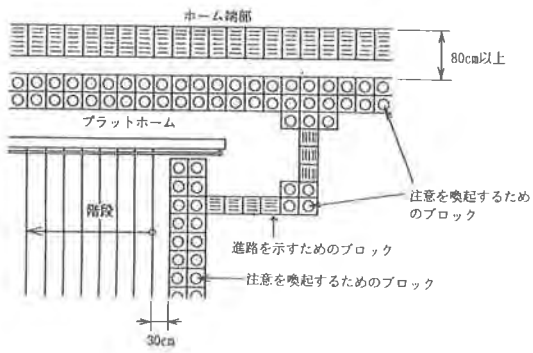 ホーム端部
80cm以上
プラットホーム
階段
注意を喚起するため
のブロック
進路を示すためのブロック
注意を喚起するためのブロック
30cm